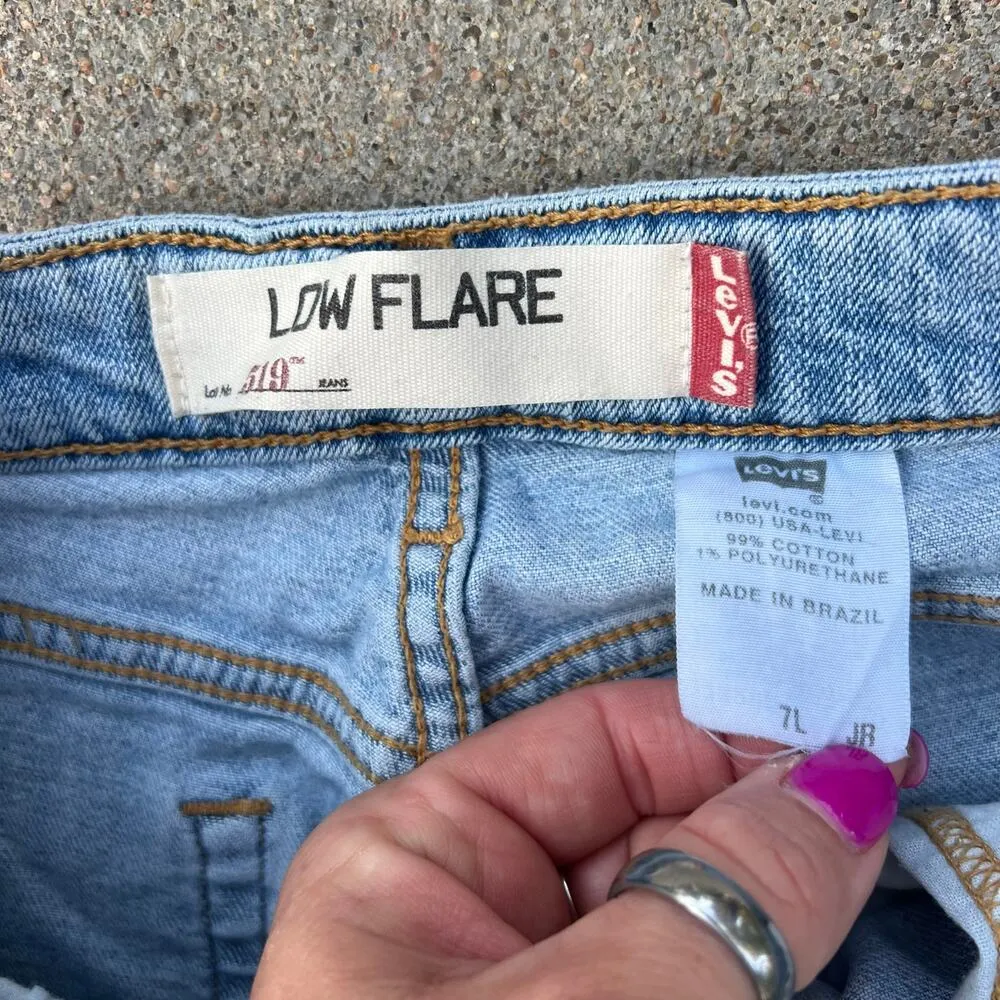 LOW FLARE
Lot No 519™ JEANS
Levi's ®
LEVI'S ®
levi.com
(800) USA-LEVI
99% COTTON
1% POLYURETHANE
MADE IN BRAZIL
7L JR